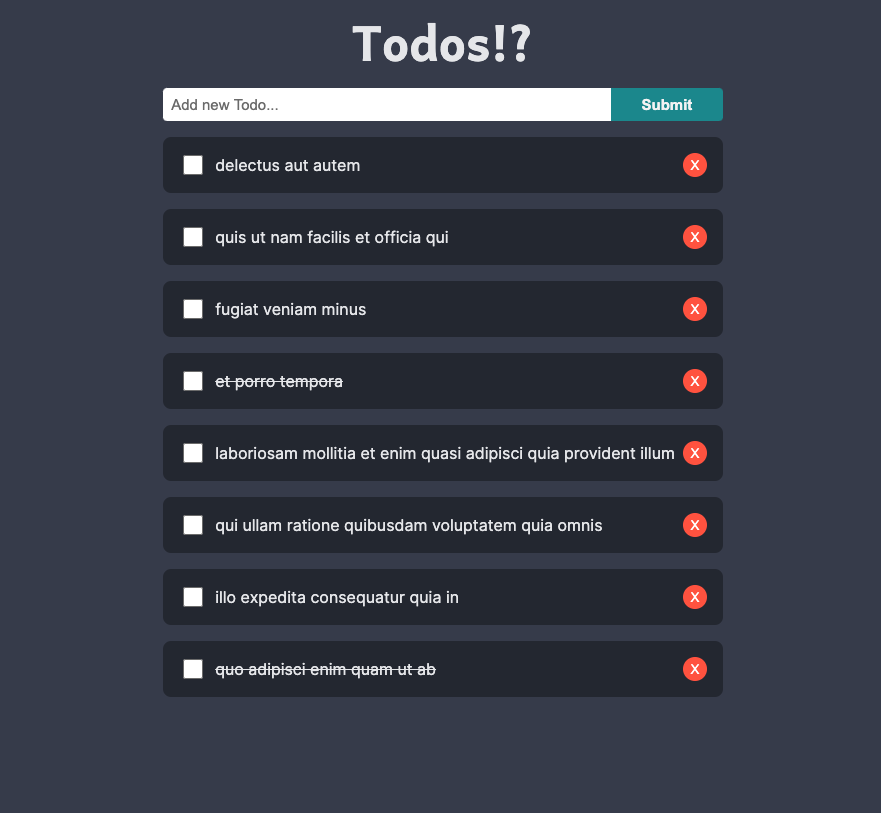 Todos!?
Add new Todo...
Submit
delectus aut autem
X
quis ut nam facilis et officia qui
X
fugiat veniam minus
X
et porro tempora
X
laboriosam mollitia et enim quasi adipisci quia provident illum
X
qui ullam ratione quibusdam voluptatem quia omnis
X
illo expedita consequatur quia in
X
quo adipisci enim quam ut ab
X